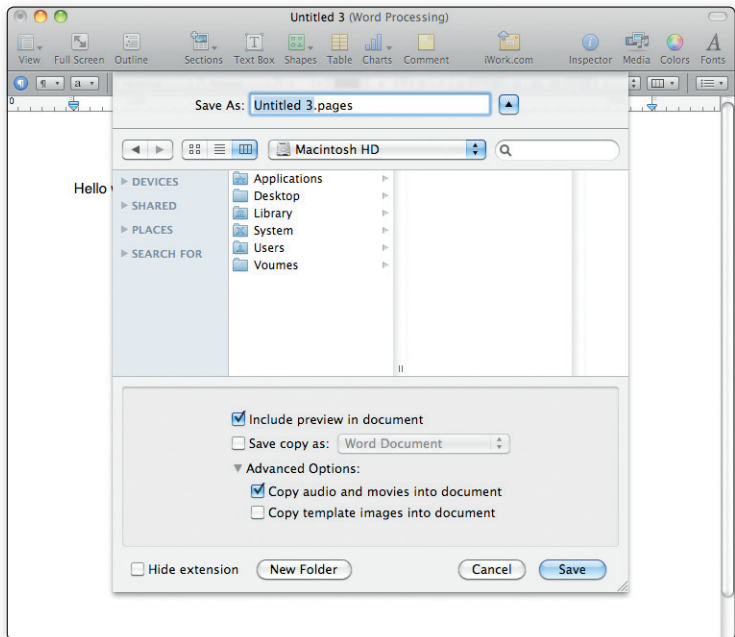 Untitled 3 (Word Processing)
View Full Screen Outline Sections Text Box Shapes Table Charts Comment iWork.com Inspector Media Colors Fonts
¶ a
0
Save As: Untitled 3.pages
Macintosh HD
Hello
DEVICES
SHARED
PLACES
SEARCH FOR
Applications
Desktop
Library
System
Users
Voumes
Include preview in document
Save copy as: Word Document
Advanced Options:
Copy audio and movies into document
Copy template images into document
Hide extension New Folder Cancel Save